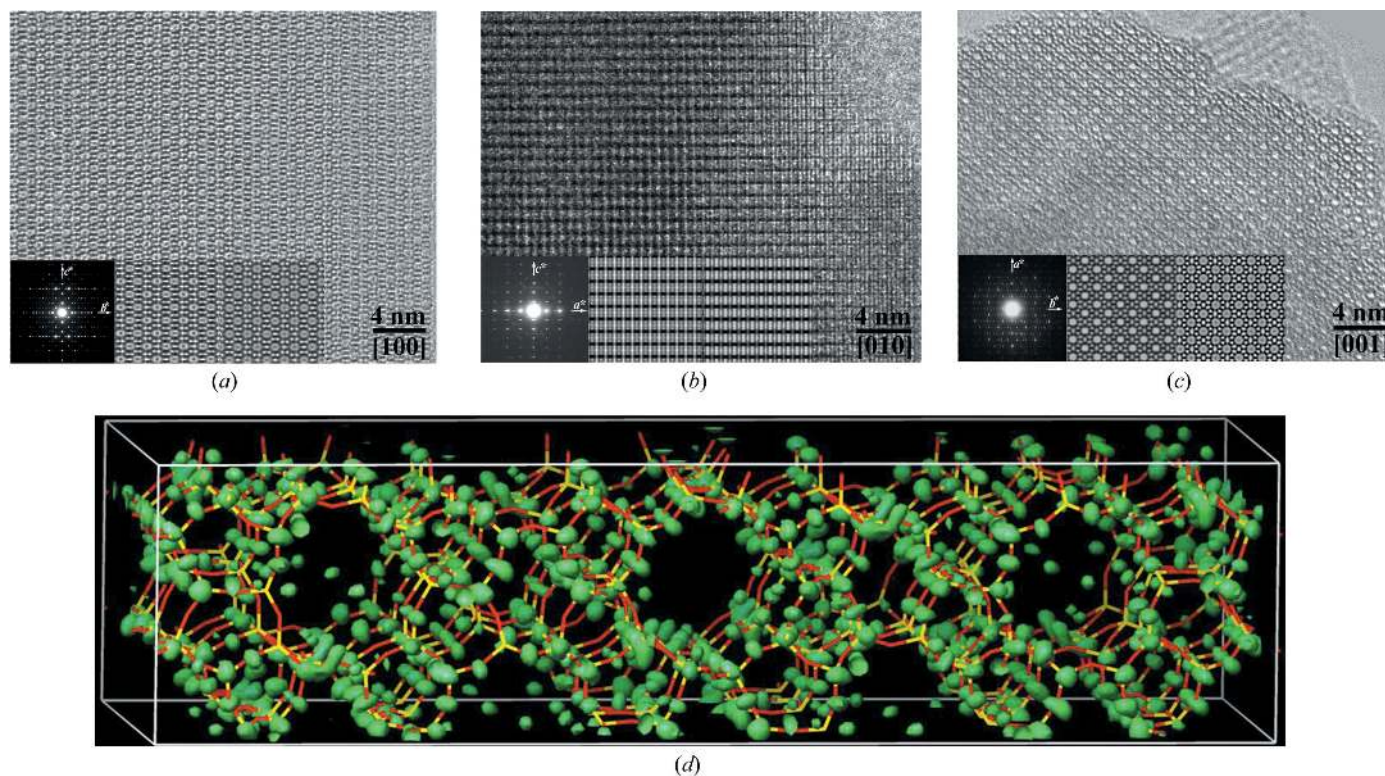 c*
b*
4 nm
[100]
(a)
c*
a*
4 nm
[010]
(b)
a*
b*
4 nm
[001]
(c)
(d)